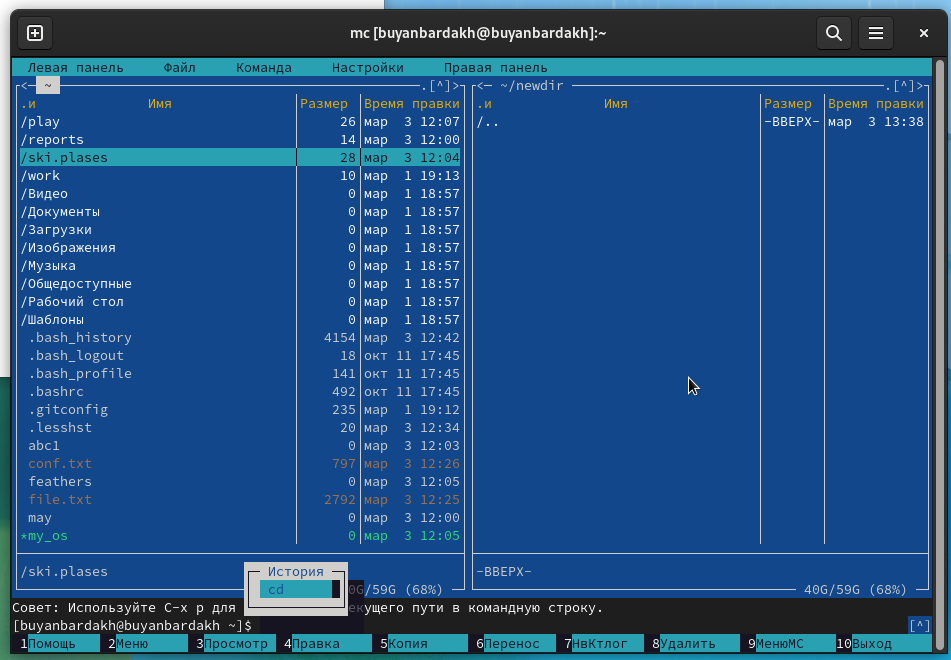 mc [buyanbardakh@buyanbardakh]:~
Левая панель Файл Команда Настройки Правая панель
<— ~ .[^]> <— ~/newdir .[^]>
.и Имя Размер Время правки .и Имя Размер Время правки
/play 26 мар 3 12:07 /.. -ВВЕРХ- мар 3 13:38
/reports 14 мар 3 12:00
/ski.plases 28 мар 3 12:04
/work 10 мар 1 19:13
/Видео 0 мар 1 18:57
/Документы 0 мар 1 18:57
/Загрузки 0 мар 1 18:57
/Изображения 0 мар 1 18:57
/Музыка 0 мар 1 18:57
/Общедоступные 0 мар 1 18:57
/Рабочий стол 0 мар 1 18:57
/Шаблоны 0 мар 1 18:57
.bash_history 4154 мар 3 12:42
.bash_logout 18 окт 11 17:45
.bash_profile 141 окт 11 17:45
.bashrc 492 окт 11 17:45
.gitconfig 235 мар 1 19:12
.lesshst 20 мар 3 12:34
abc1 0 мар 3 12:03
conf.txt 797 мар 3 12:26
feathers 0 мар 3 12:05
file.txt 2792 мар 3 12:25
may 0 мар 3 12:00
*my_os 0 мар 3 12:05
/ski.plases -ВВЕРХ-
История
cd
0G/59G (68%) 40G/59G (68%)
Совет: Используйте C-x p для екущего пути в командную строку.
[buyanbardakh@buyanbardakh ~]$ [^]
1Помощь 2Меню 3Просмотр 4Правка 5Копия 6Перенос 7НвКтлог 8Удалить 9МенюМС 10Выход